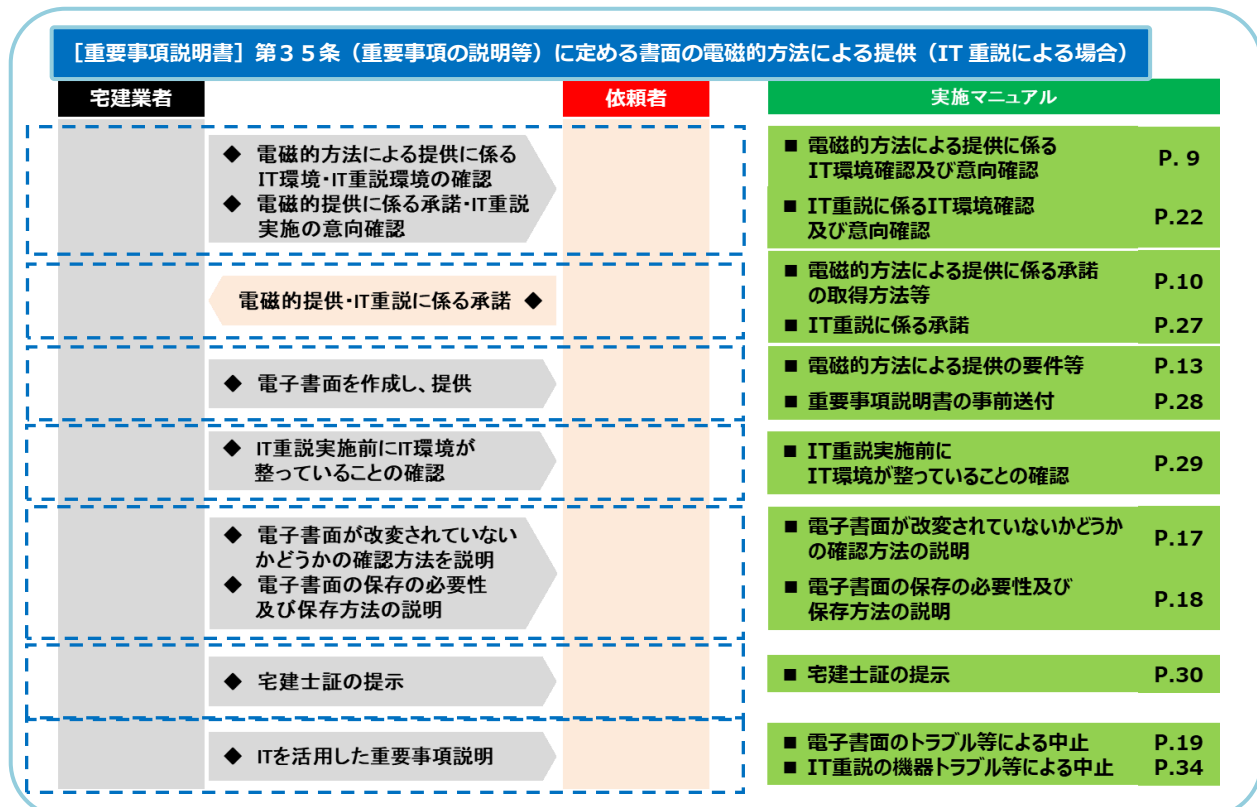 [重要事項説明書]第35条(重要事項の説明等)に定める書面の電磁的方法による提供(IT重説による場合)
宅建業者
依頼者
実施マニュアル
◆ 電磁的方法による提供に係る
IT環境・IT重説環境の確認
◆ 電磁的提供に係る承諾・IT重説
実施の意向確認
■ 電磁的方法による提供に係る
IT環境確認及び意向確認
P. 9
■ IT重説に係るIT環境確認
及び意向確認
P.22
電磁的提供・IT重説に係る承諾 ◆
■ 電磁的方法による提供に係る承諾
の取得方法等
P.10
■ IT重説に係る承諾
P.27
◆ 電子書面を作成し、提供
■ 電磁的方法による提供の要件等
P.13
■ 重要事項説明書の事前送付
P.28
◆ IT重説実施前にIT環境が
整っていることの確認
■ IT重説実施前に
IT環境が整っていることの確認
P.29
◆ 電子書面が改変されていない
かどうかの確認方法を説明
◆ 電子書面の保存の必要性
及び保存方法の説明
■ 電子書面が改変されていないかどうか
の確認方法の説明
P.17
■ 電子書面の保存の必要性及び
保存方法の説明
P.18
◆ 宅建士証の提示
■ 宅建士証の提示
P.30
◆ ITを活用した重要事項説明
■ 電子書面のトラブル等による中止
P.19
■ IT重説の機器トラブル等による中止
P.34